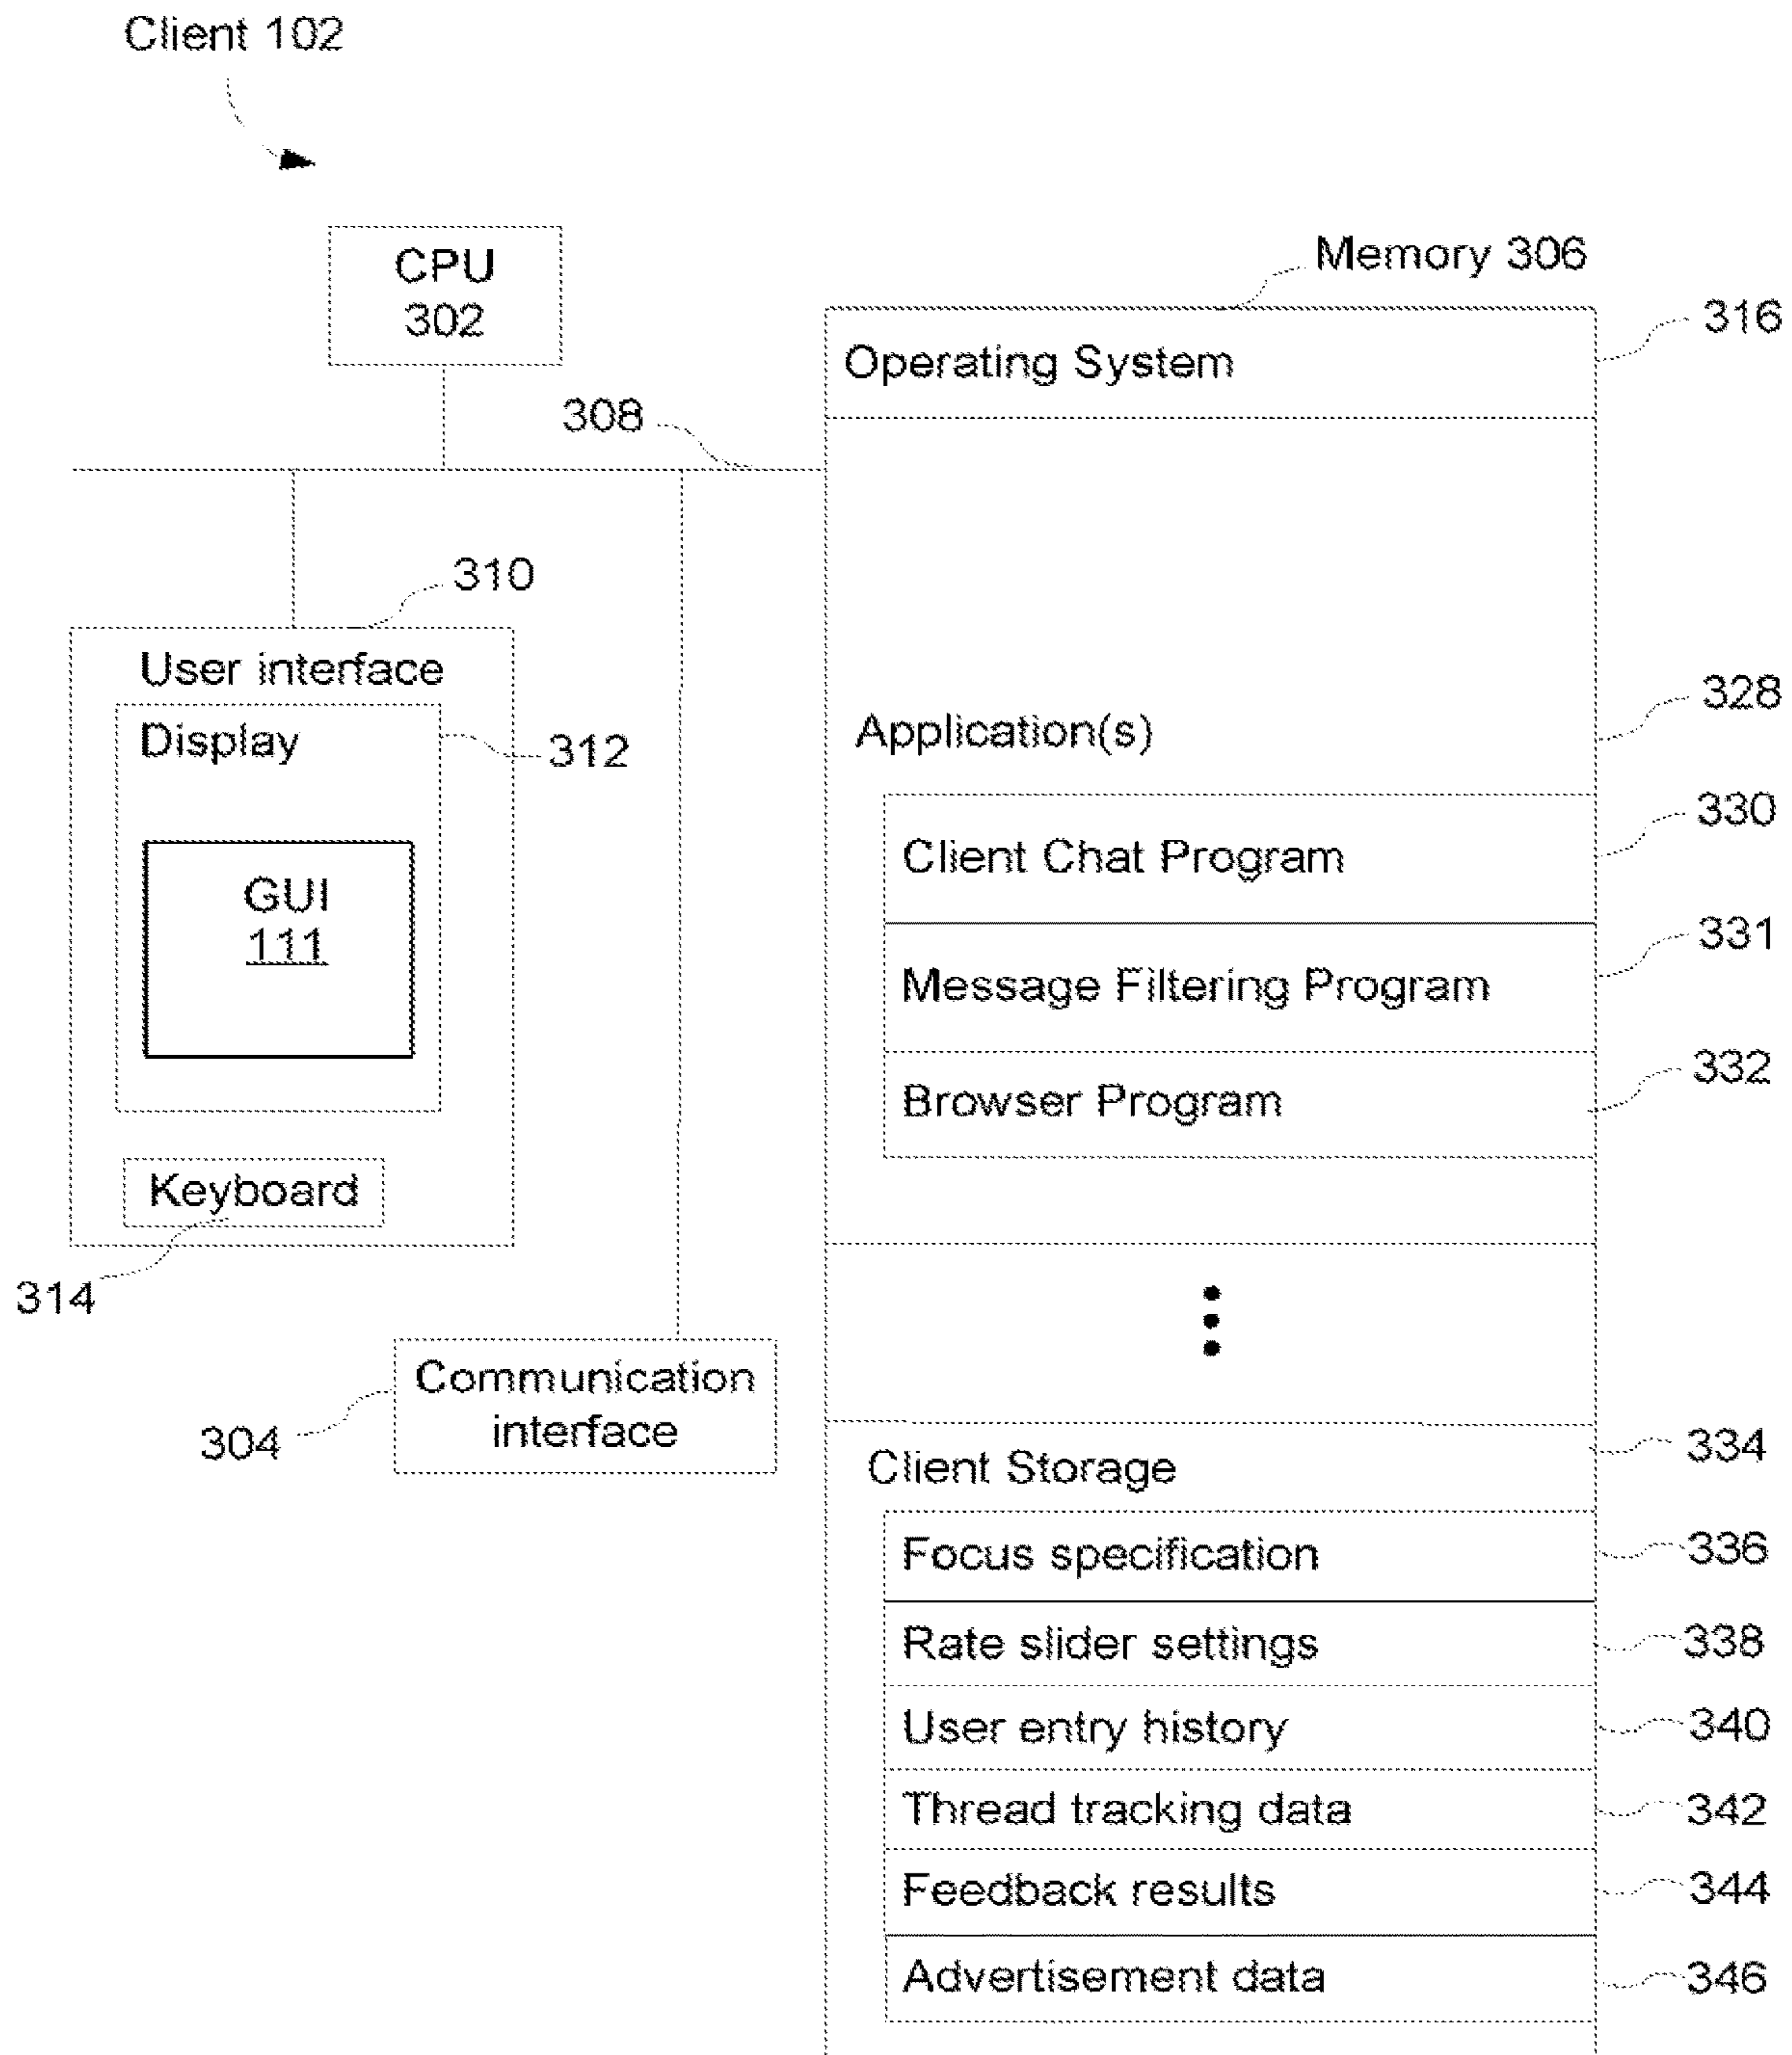 Client 102
CPU
302
Memory 306
316
Operating System
308
310
User interface
328
Display
312
Application(s)
330
Client Chat Program
GUI
111
331
Message Filtering Program
332
Browser Program
Keyboard
314
Communication
interface
304
334
Client Storage
Focus specification
336
Rate slider settings
338
User entry history
340
Thread tracking data
342
Feedback results
344
Advertisement data
346